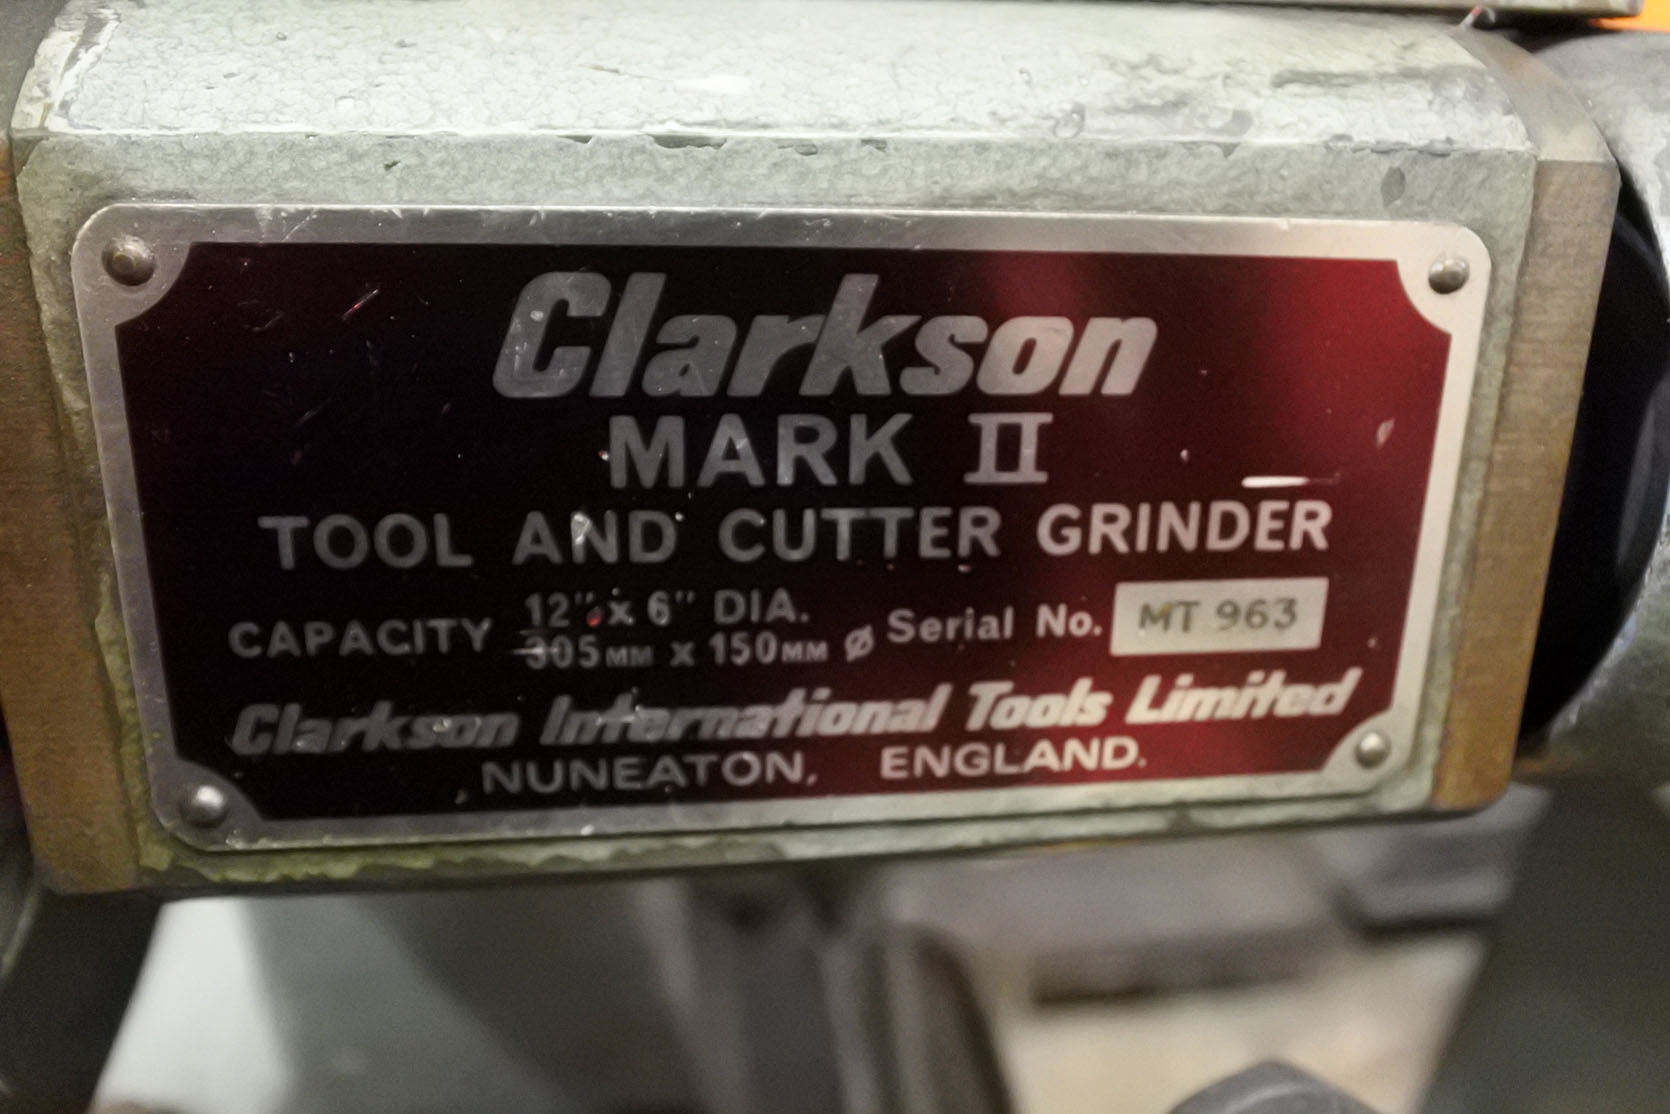 Clarkson
MARK II
TOOL AND CUTTER GRINDER
CAPACITY 12" x 6" DIA.
305MM x 150MM Ø Serial No. MT 963
Clarkson International Tools Limited
NUNEATON, ENGLAND.